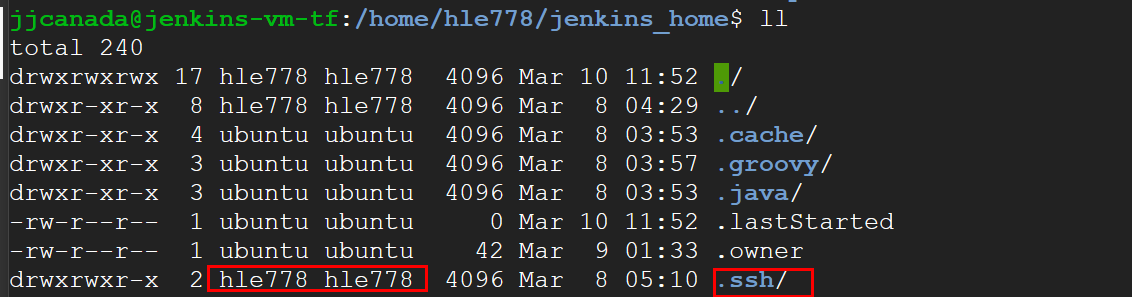 jjcanada@jenkins-vm-tf:/home/hle778/jenkins_home$ ll
total 240
drwxrwxrwx 17 hle778 hle778  4096 Mar 10 11:52 ./
drwxr-xr-x  8 hle778 hle778  4096 Mar  8 04:29 ../
drwxr-xr-x  4 ubuntu ubuntu  4096 Mar  8 03:53 .cache/
drwxr-xr-x  3 ubuntu ubuntu  4096 Mar  8 03:57 .groovy/
drwxr-xr-x  3 ubuntu ubuntu  4096 Mar  8 03:53 .java/
-rw-r--r--  1 ubuntu ubuntu     0 Mar 10 11:52 .lastStarted
-rw-r--r--  1 ubuntu ubuntu    42 Mar  9 01:33 .owner
drwxrwxr-x  2 hle778 hle778  4096 Mar  8 05:10 .ssh/